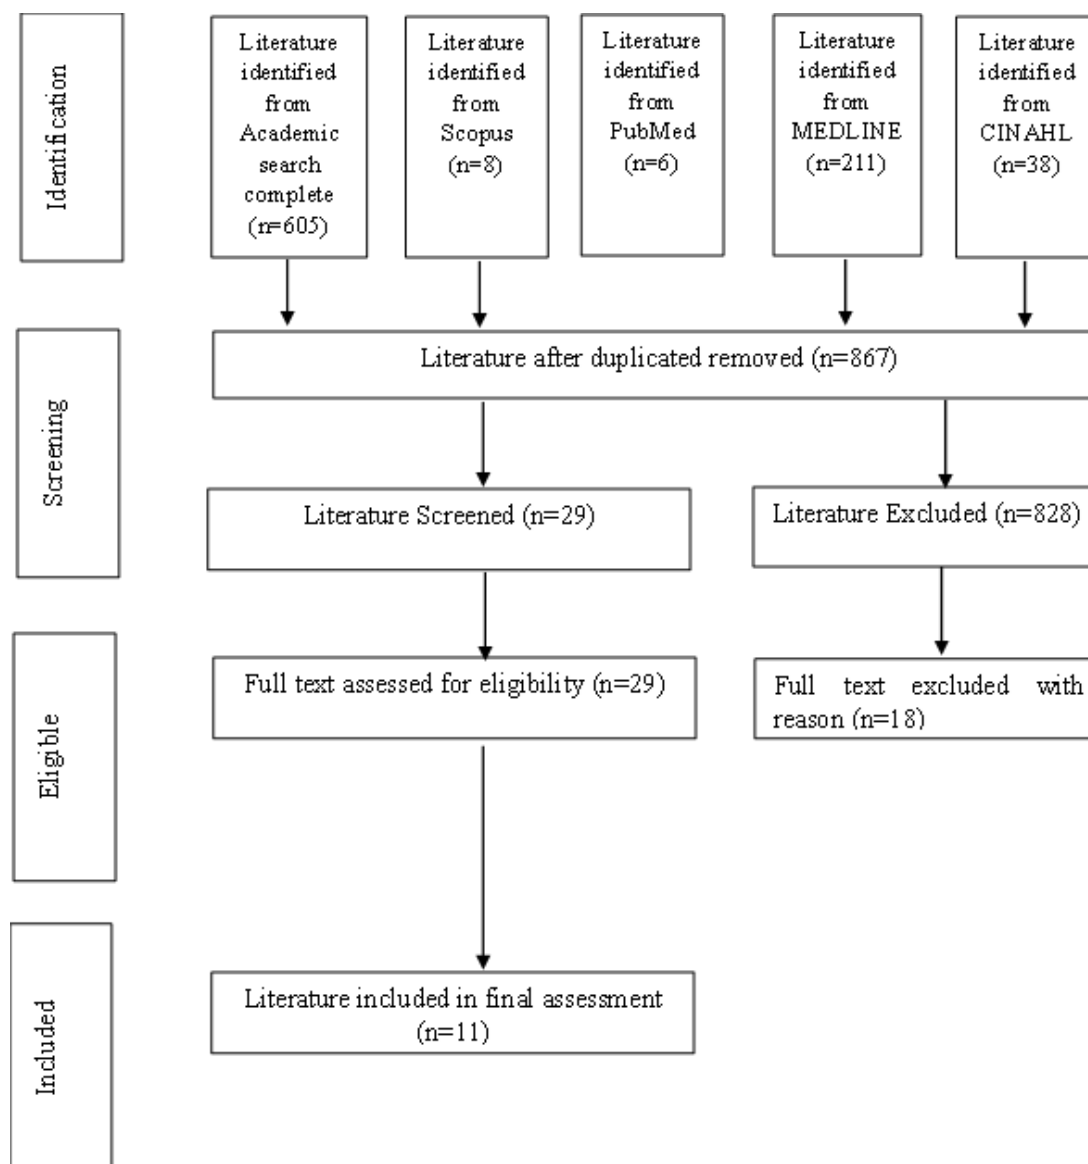 Identification
Literature
identified
from
Academic
search
complete
(n=605)
Literature
identified
from
Scopus
(n=8)
Literature
identified
from
PubMed
(n=6)
Literature
identified
from
MEDLINE
(n=211)
Literature
identified
from
CINAHL
(n=38)
Screening
Literature after duplicated removed (n=867)
Literature Screened (n=29)
Literature Excluded (n=828)
Eligible
Full text assessed for eligibility (n=29)
Full text excluded with
reason (n=18)
Included
Literature included in final assessment
(n=11)